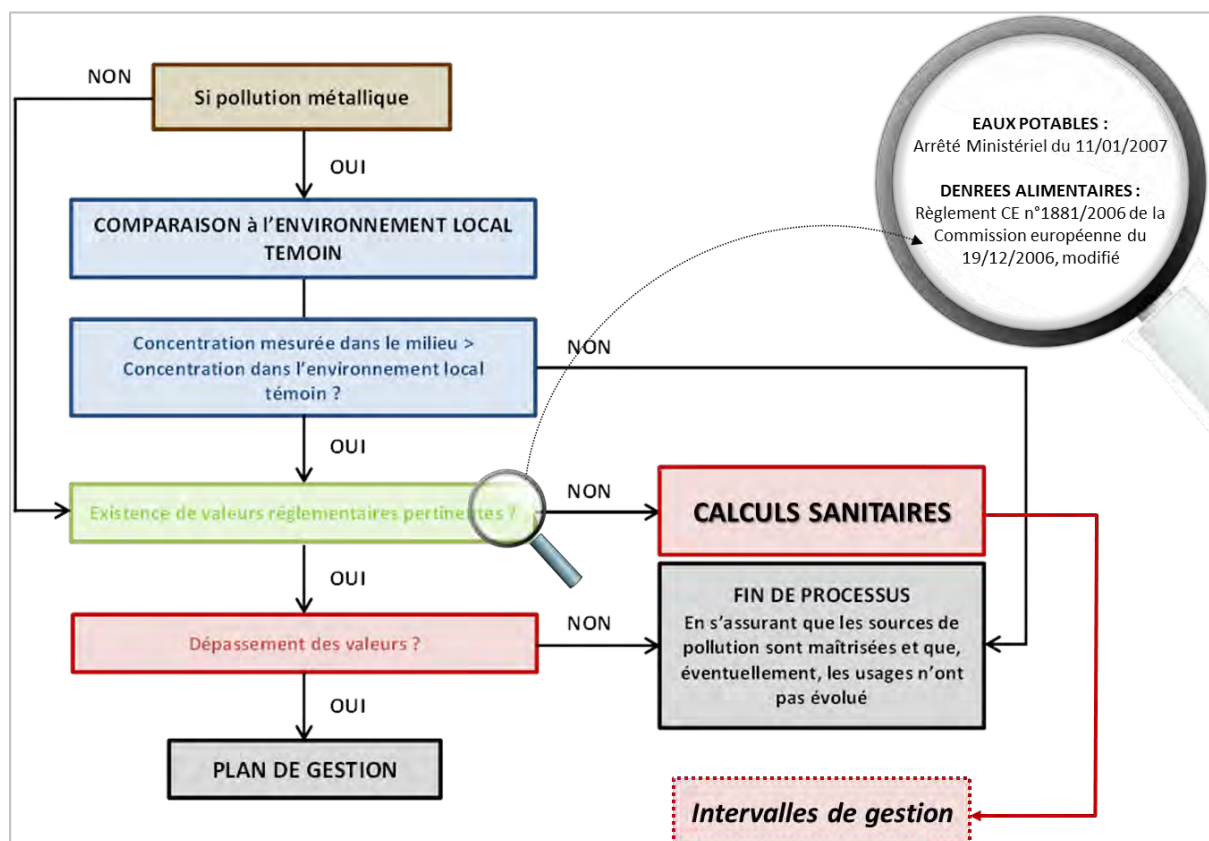 NON
Si pollution métallique
OUI
COMPARAISON à l'ENVIRONNEMENT LOCAL
TEMOIN
Concentration mesurée dans le milieu >
Concentration dans l'environnement local
témoin ?
NON
OUI
Existence de valeurs réglementaires pertinentes ?
NON
CALCULS SANITAIRES
OUI
Dépassement des valeurs ?
NON
FIN DE PROCESSUS
En s'assurant que les sources de
pollution sont maîtrisées et que,
éventuellement, les usages n'ont
pas évolué
OUI
PLAN DE GESTION
Intervalles de gestion
EAUX POTABLES :
Arrêté Ministériel du 11/01/2007
DENREES ALIMENTAIRES :
Règlement CE n°1881/2006 de la
Commission européenne du
19/12/2006, modifié